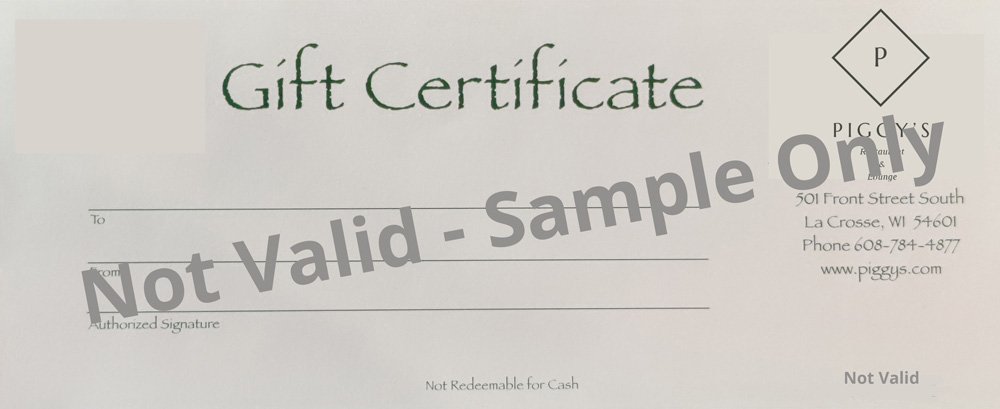 Gift Certificate
P
PIGGY'S
Restaurant
&
Lounge
501 Front Street South
La Crosse, WI 54601
Phone 608-784-4877
www.piggys.com
Not Valid - Sample Only
To
From
Authorized Signature
Not Redeemable for Cash
Not Valid